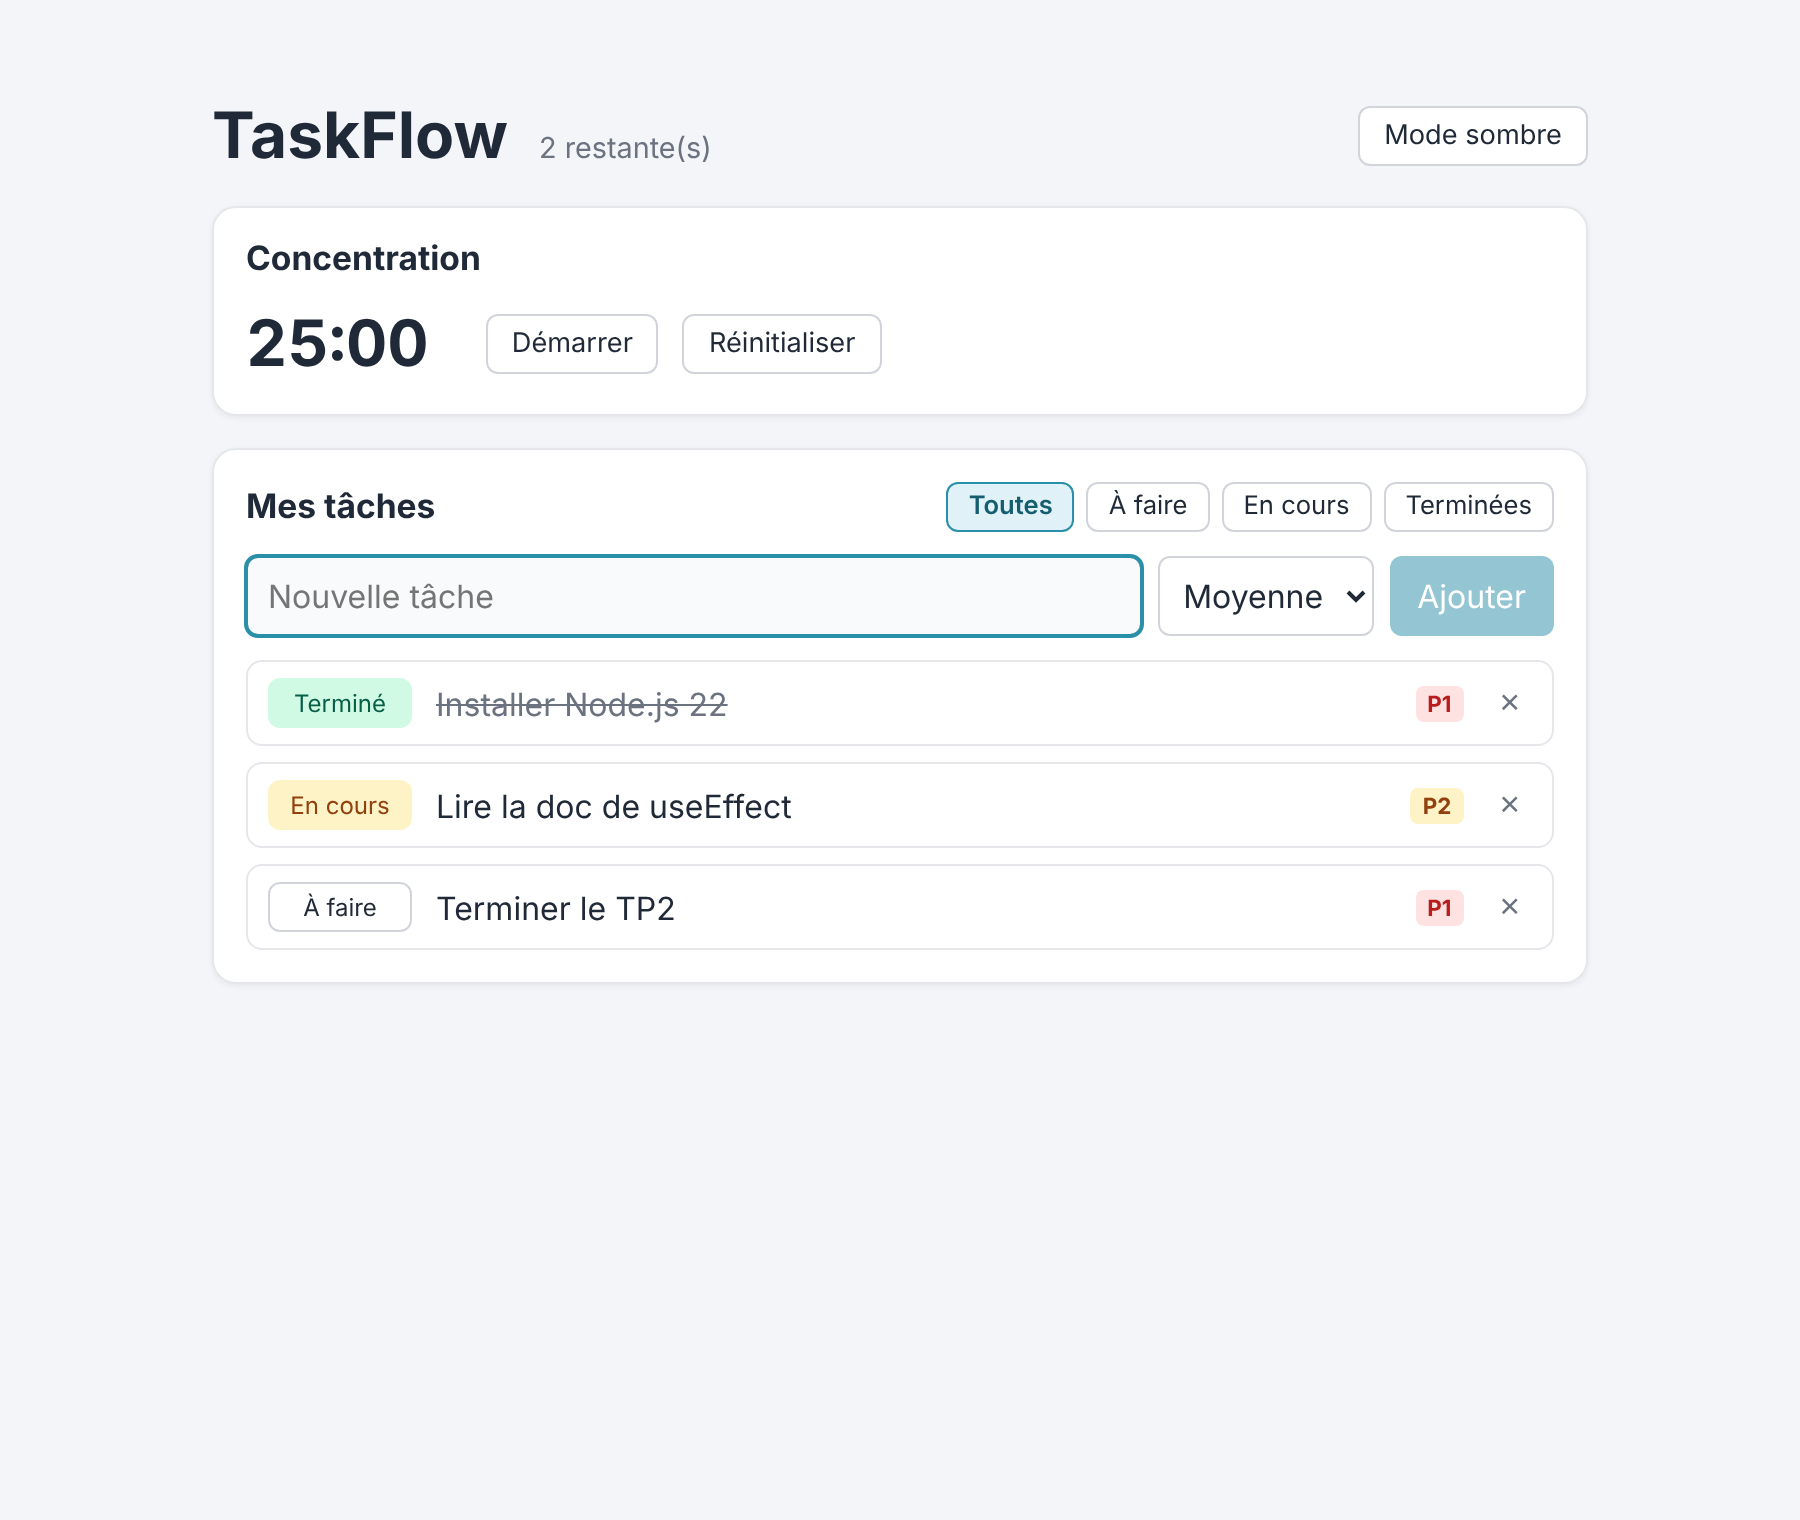 TaskFlow 2 restante(s) Mode sombre
Concentration
25:00 Démarrer Réinitialiser
Mes tâches Toutes À faire En cours Terminées
Nouvelle tâche Moyenne Ajouter
Terminé Installer Node.js 22 P1 ×
En cours Lire la doc de useEffect P2 ×
À faire Terminer le TP2 P1 ×